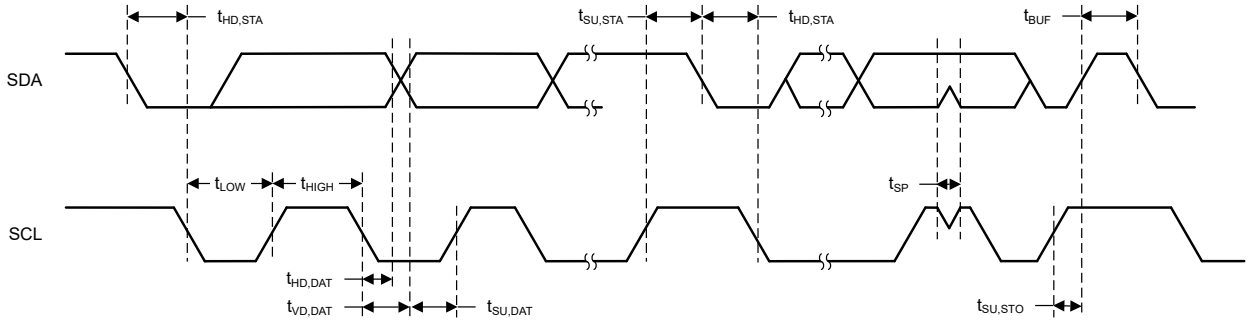 tHD,STA
tSU,STA
tHD,STA
tBUF
SDA
tLOW
tHIGH
tSP
SCL
tHD,DAT
tVD,DAT
tSU,DAT
tSU,STO